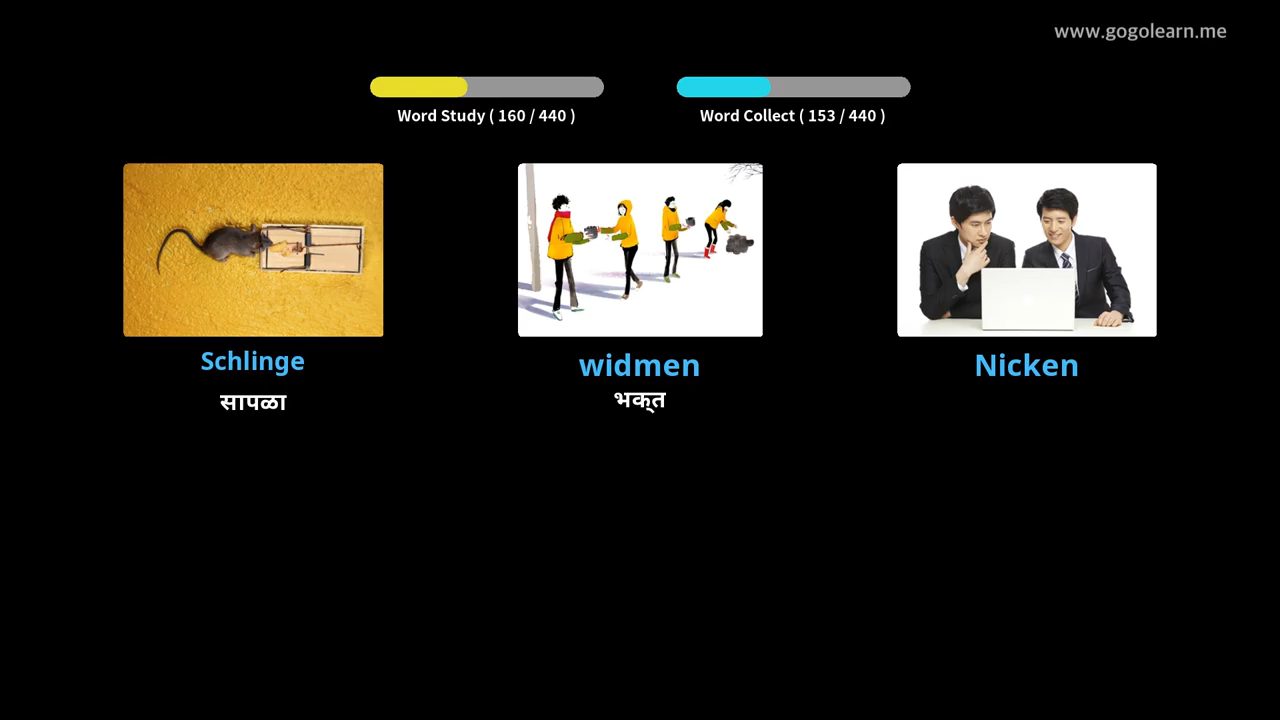 www.gogolearn.me
Word Study ( 160 / 440 )
Word Collect ( 153 / 440 )
Schlinge
widmen
Nicken
सापळा
भक्त